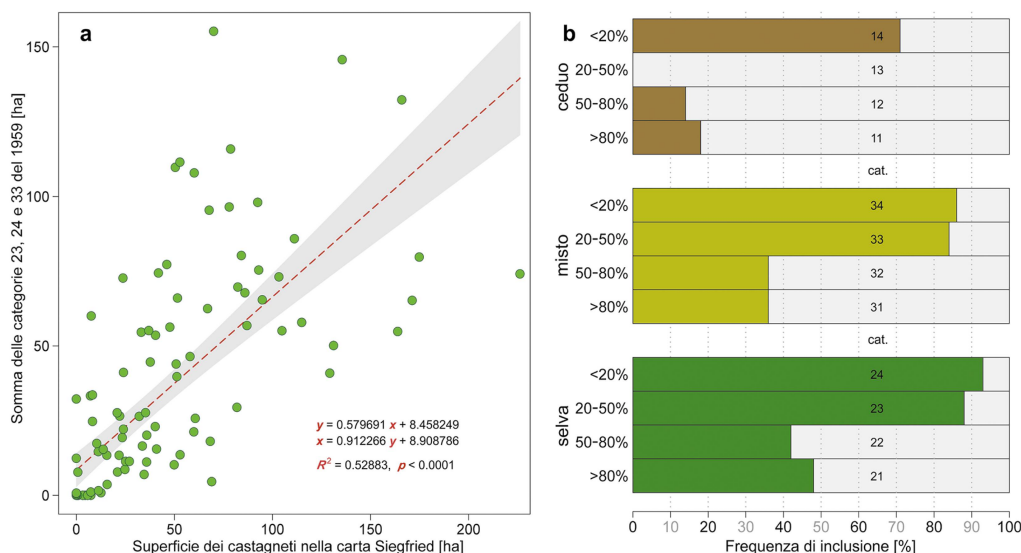 a
Somma delle categorie 23, 24 e 33 del 1959 [ha]
150
100
50
0
y = 0.579691 x + 8.458249
x = 0.912266 y + 8.908786
R² = 0.52883, p < 0.0001
0 50 100 150 200
Superficie dei castagneti nella carta Siegfried [ha]
b
ceduo
<20% 14
20-50% 13
50-80% 12
>80% 11
cat.
misto
<20% 34
20-50% 33
50-80% 32
>80% 31
cat.
selva
<20% 24
20-50% 23
50-80% 22
>80% 21
0 10 20 30 40 50 60 70 80 90 100
Frequenza di inclusione [%]